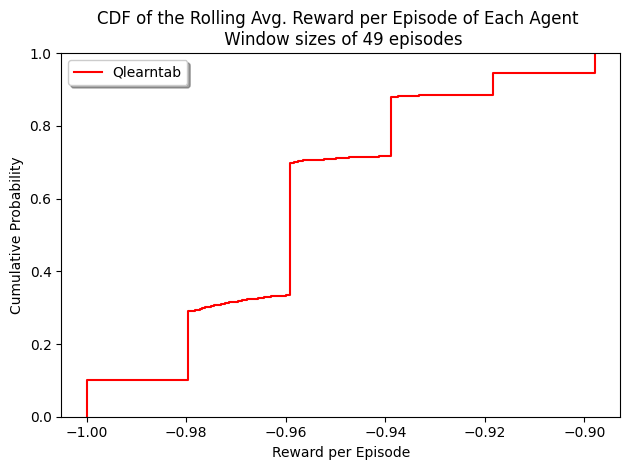 CDF of the Rolling Avg. Reward per Episode of Each Agent
Window sizes of 49 episodes
Qlearntab
Cumulative Probability
1.0
0.8
0.6
0.4
0.2
0.0
−1.00 −0.98 −0.96 −0.94 −0.92 −0.90
Reward per Episode